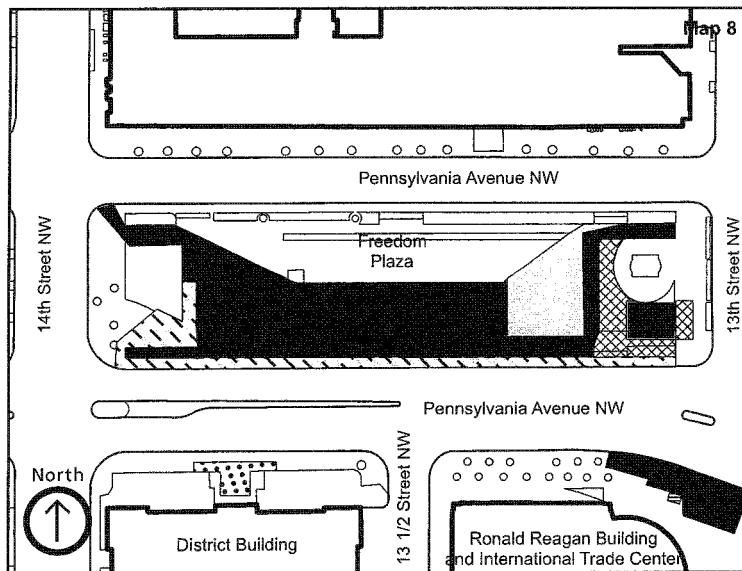 Map 8
Pennsylvania Avenue NW
14th Street NW
Freedom
Plaza
13th Street NW
Pennsylvania Avenue NW
North
District Building
13 1/2 Street NW
Ronald Reagan Building
and International Trade Center